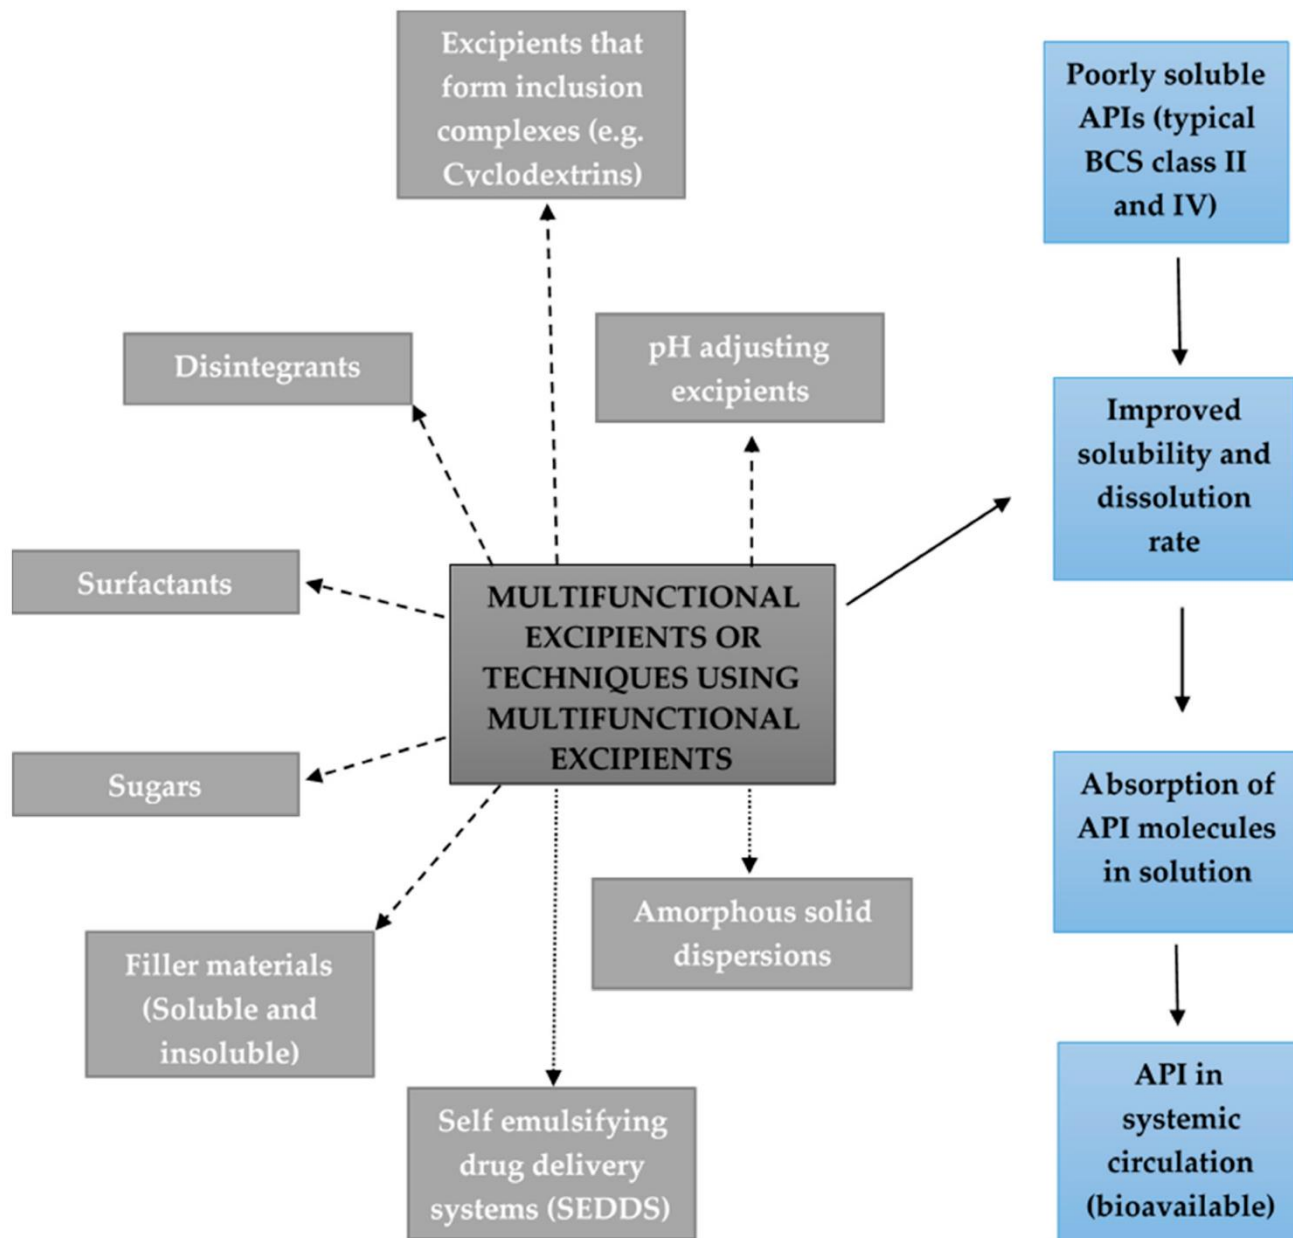 Excipients that
form inclusion
complexes (e.g.
Cyclodextrins)
Poorly soluble
APIs (typical
BCS class II
and IV)
Disintegrants
pH adjusting
excipients
Improved
solubility and
dissolution
rate
Surfactants
MULTIFUNCTIONAL
EXCIPIENTS OR
TECHNIQUES USING
MULTIFUNCTIONAL
EXCIPIENTS
Sugars
Absorption of
API molecules
in solution
Filler materials
(Soluble and
insoluble)
Amorphous solid
dispersions
Self emulsifying
drug delivery
systems (SEDDS)
API in
systemic
circulation
(bioavailable)